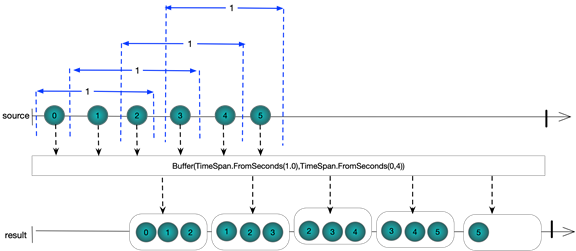 1
1
1
1
source 0 1 2 3 4 5
Buffer(TimeSpan.FromSeconds(1.0),TimeSpan.FromSeconds(0,4))
result 0 1 2 1 2 3 2 3 4 3 4 5 5